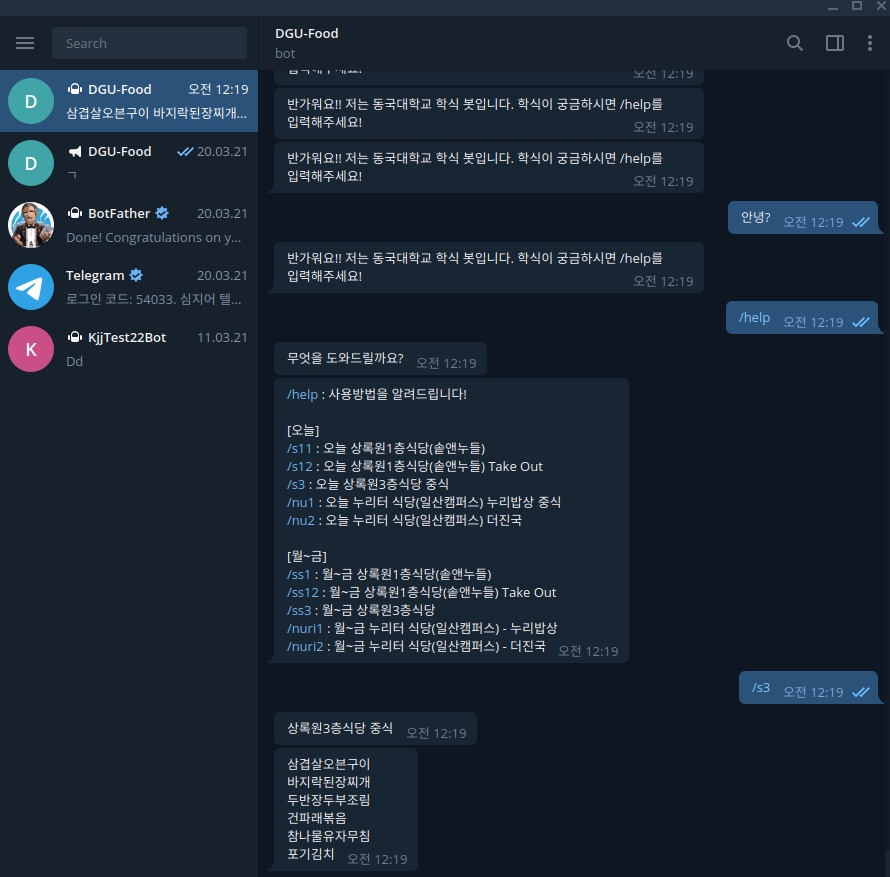 Search
D
DGU-Food
오전 12:19
삼겹살오븐구이 바지락된장찌개...
D
DGU-Food
20.03.21
ㄱ
BotFather
20.03.21
Done! Congratulations on y...
Telegram
20.03.21
로그인 코드: 54033. 심지어 텔...
K
KjjTest22Bot
11.03.21
Dd
DGU-Food
bot
오전 12:19
반가워요!! 저는 동국대학교 학식 봇입니다. 학식이 궁금하시면 /help를
입력해주세요!
오전 12:19
반가워요!! 저는 동국대학교 학식 봇입니다. 학식이 궁금하시면 /help를
입력해주세요!
오전 12:19
안녕?
오전 12:19
반가워요!! 저는 동국대학교 학식 봇입니다. 학식이 궁금하시면 /help를
입력해주세요!
오전 12:19
/help
오전 12:19
무엇을 도와드릴까요?
오전 12:19
/help : 사용방법을 알려드립니다!
[오늘]
/s11 : 오늘 상록원1층식당(솥앤누들)
/s12 : 오늘 상록원1층식당(솥앤누들) Take Out
/s3 : 오늘 상록원3층식당 중식
/nu1 : 오늘 누리터 식당(일산캠퍼스) 누리밥상 중식
/nu2 : 오늘 누리터 식당(일산캠퍼스) 더진국
[월~금]
/ss1 : 월~금 상록원1층식당(솥앤누들)
/ss12 : 월~금 상록원1층식당(솥앤누들) Take Out
/ss3 : 월~금 상록원3층식당
/nuri1 : 월~금 누리터 식당(일산캠퍼스) - 누리밥상
/nuri2 : 월~금 누리터 식당(일산캠퍼스) - 더진국
오전 12:19
/s3
오전 12:19
상록원3층식당 중식
오전 12:19
삼겹살오븐구이
바지락된장찌개
두반장두부조림
건파래볶음
참나물유자무침
포기김치
오전 12:19